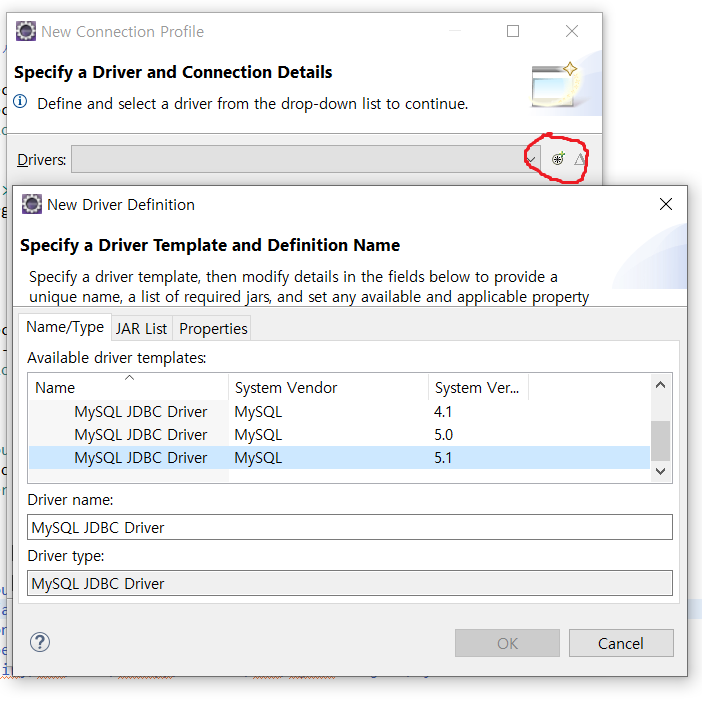 New Connection Profile
Specify a Driver and Connection Details
Define and select a driver from the drop-down list to continue.
Drivers:
New Driver Definition
Specify a Driver Template and Definition Name
Specify a driver template, then modify details in the fields below to provide a
unique name, a list of required jars, and set any available and applicable property
Name/Type JAR List Properties
Available driver templates:
Name System Vendor System Ver...
MySQL JDBC Driver MySQL 4.1
MySQL JDBC Driver MySQL 5.0
MySQL JDBC Driver MySQL 5.1
Driver name:
MySQL JDBC Driver
Driver type:
MySQL JDBC Driver
OK Cancel